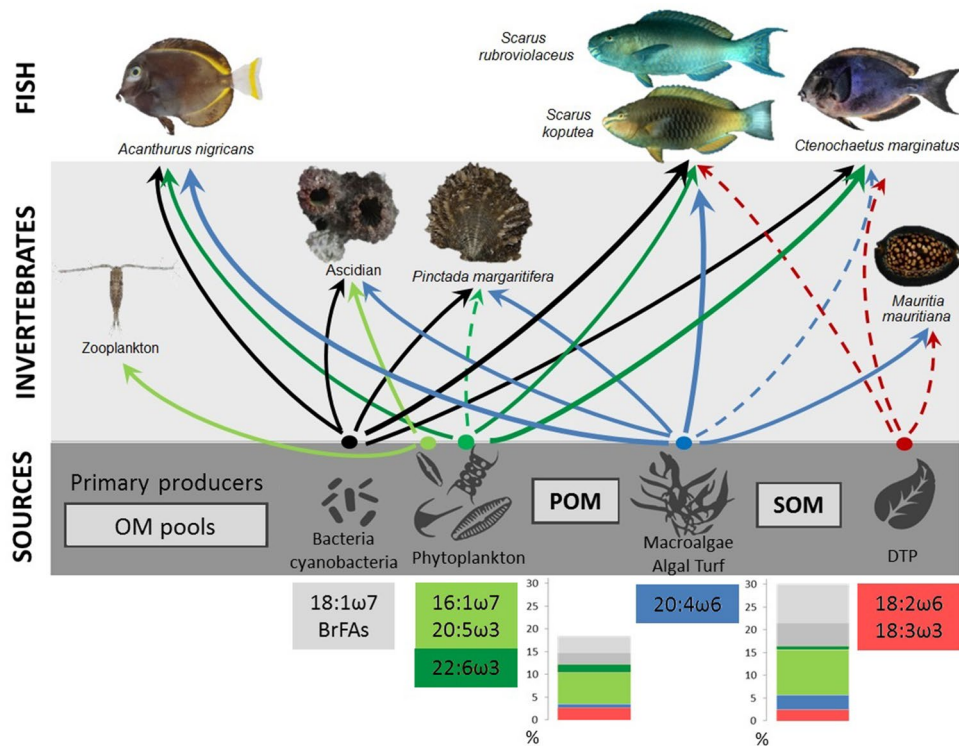 FISH
Acanthurus nigricans
Scarus
rubroviolaceus
Scarus
koputea
Ctenochaetus marginatus
INVERTEBRATES
Zooplankton
Ascidian
Pinctada margaritifera
Mauritia
mauritiana
SOURCES
Primary producers
OM pools
Bacteria
cyanobacteria
Phytoplankton
POM
Macroalgae
Algal Turf
SOM
DTP
18:1ω7
BrFAs
16:1ω7
20:5ω3
22:6ω3
30
25
20
15
10
5
0
%
20:4ω6
30
25
20
15
10
5
0
%
18:2ω6
18:3ω3